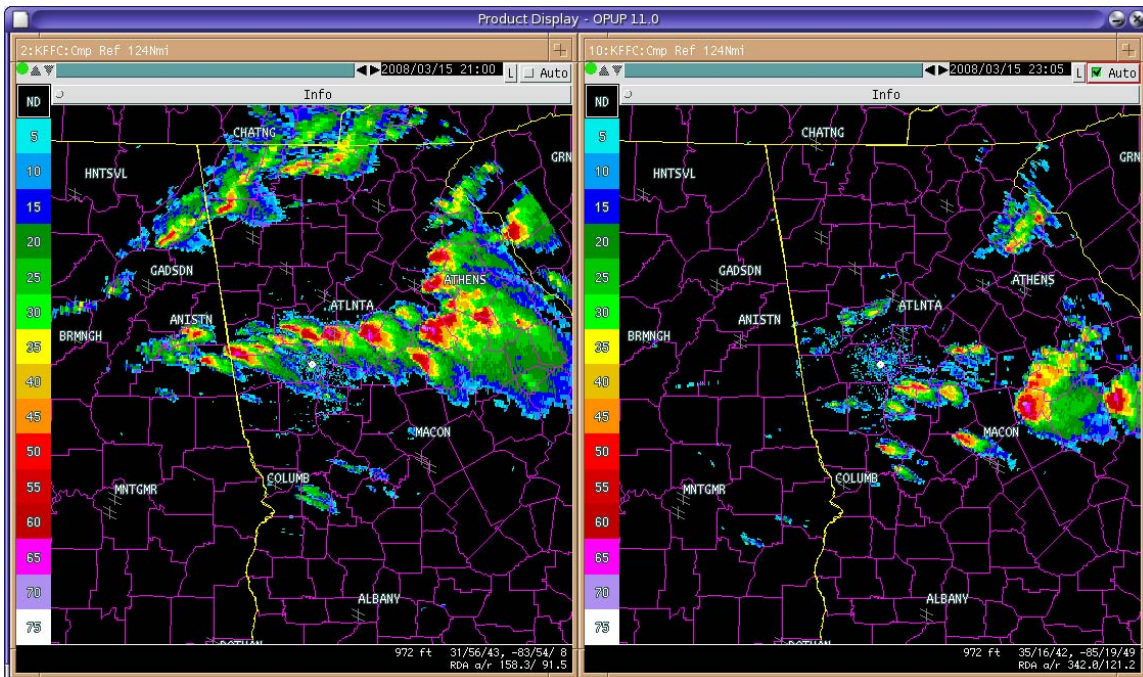 Product Display - OPUP 11.0
2:KFFC:Cmp Ref 124Nmi
2008/03/15 21:00 L Auto
Info
ND
5
10
15
20
25
30
35
40
45
50
55
60
65
70
75
CHATNG
HNTSVL
GRN
GADSDN
ATHENS
ATLNTA
ANISTN
BRMNGH
MACON
COLUMB
MNTGMR
ALBANY
DOTHAN
972 ft 31/56/43, -83/54/ 8
RDA a/r 158.3/ 91.5
10:KFFC:Cmp Ref 124Nmi
2008/03/15 23:05 L Auto
Info
ND
5
10
15
20
25
30
35
40
45
50
55
60
65
70
75
CHATNG
HNTSVL
GRN
GADSDN
ATHENS
ATLNTA
ANISTN
BRMNGH
MACON
COLUMB
MNTGMR
ALBANY
DOTHAN
972 ft 35/16/42, -85/19/49
RDA a/r 342.0/121.2